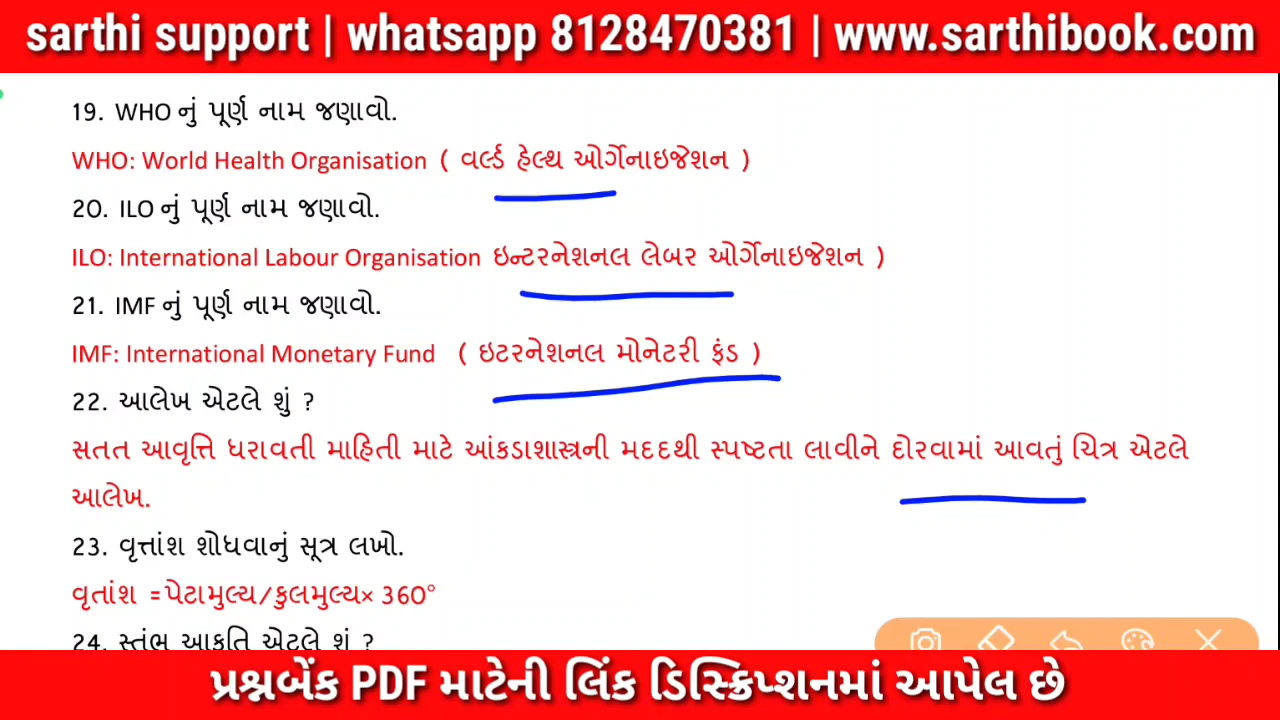 sarthi support | whatsapp 8128470381 | www.sarthibook.com
19. WHO નું પૂર્ણ નામ જણાવો.
WHO: World Health Organisation ( વર્લ્ડ હેલ્થ ઓર્ગેનાઇજેશન )
20. ILO નું પૂર્ણ નામ જણાવો.
ILO: International Labour Organisation ઇન્ટરનેશનલ લેબર ઓર્ગેનાઇજેશન )
21. IMF નું પૂર્ણ નામ જણાવો.
IMF: International Monetary Fund ( ઇટરનેશનલ મોનેટરી ફંડ )
22. આલેખ એટલે શું ?
સતત આવૃત્તિ ધરાવતી માહિતી માટે આંકડાશાસ્ત્રની મદદથી સ્પષ્ટતા લાવીને દોરવામાં આવતું ચિત્ર એટલે
આલેખ.
23. વૃત્તાંશ શોધવાનું સૂત્ર લખો.
વૃતાંશ =પેટામુલ્ય/કુલમુલ્ય× 360°
24. સ્તંભ આકૃતિ એટલે શું ?
પ્રશ્નબેંક PDF માટેની લિંક ડિસ્ક્રિપ્શનમાં આપેલ છે